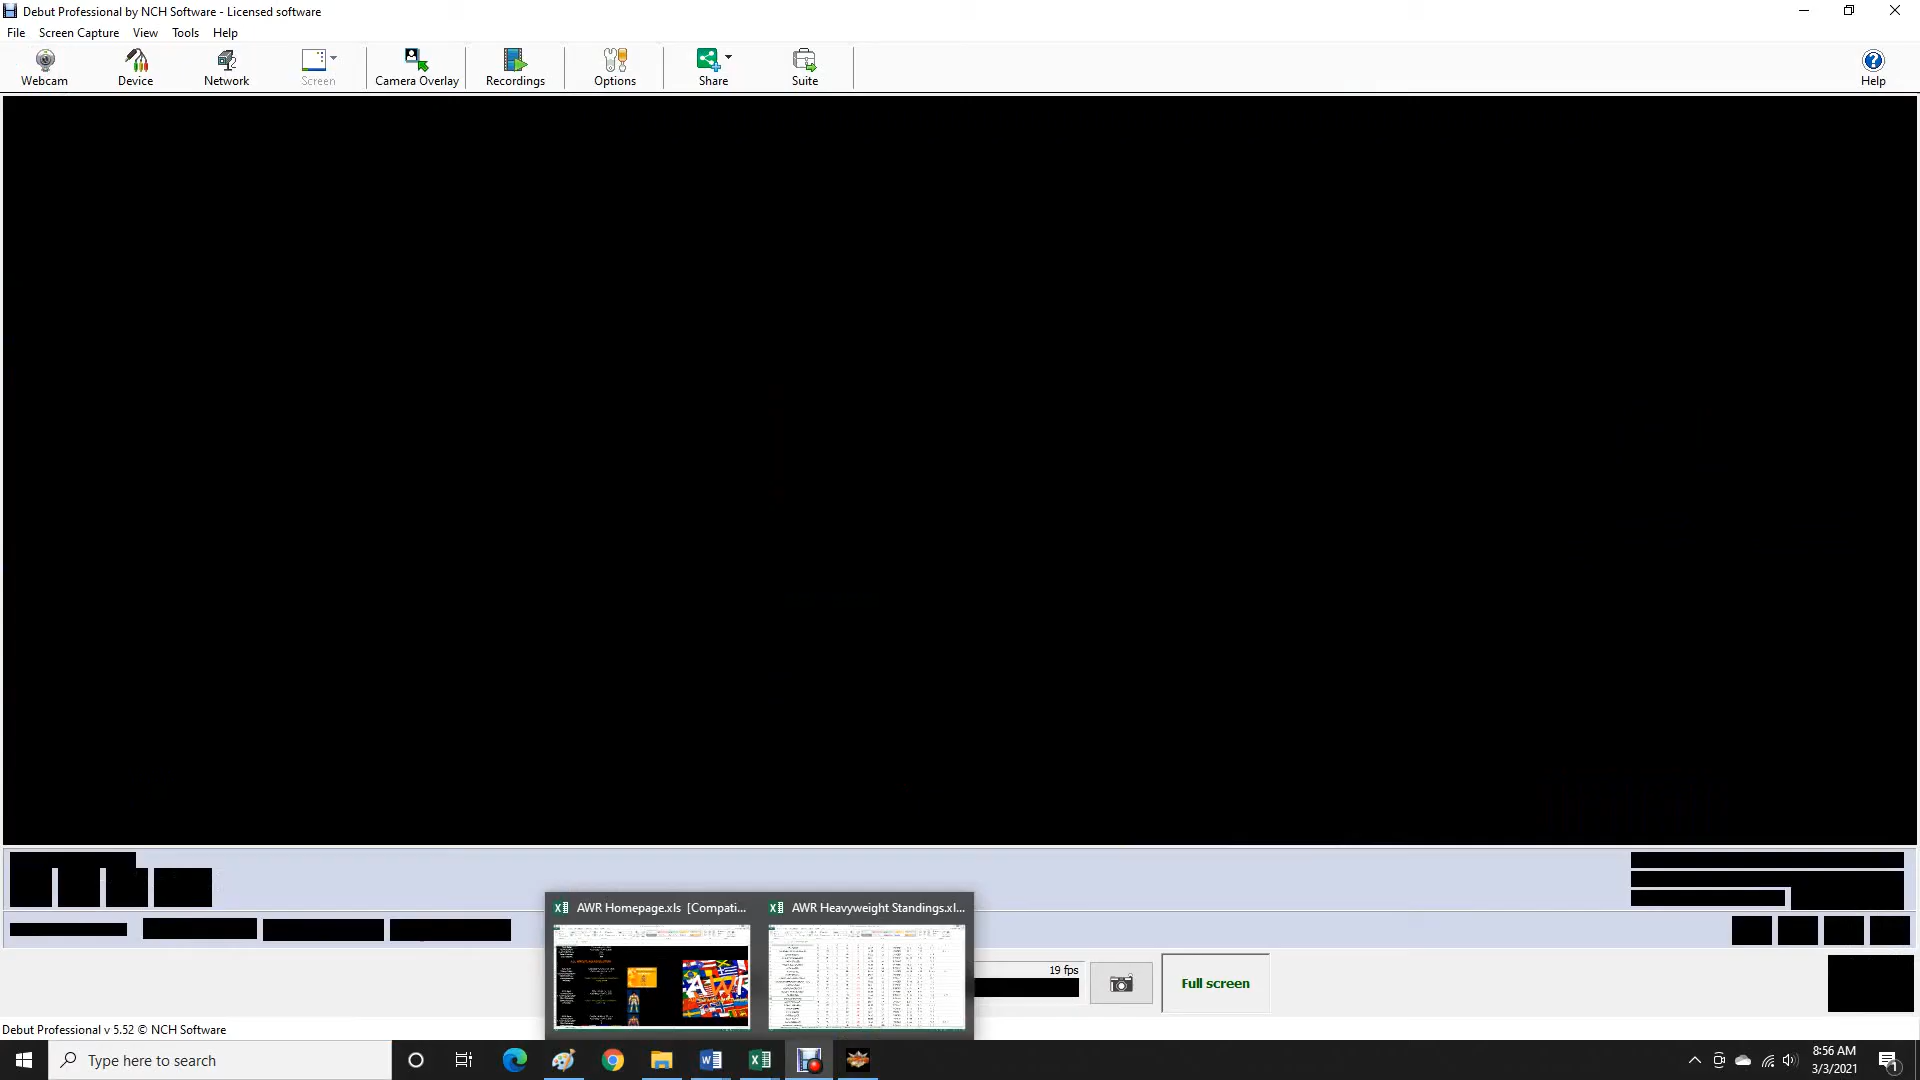 Debut Professional by NCH Software - Licensed software
File Screen Capture View Tools Help
Webcam Device Network Screen Camera Overlay Recordings Options Share Suite Help
AWR Homepage.xls [Compati... AWR Heavyweight Standings.xl...
19 fps
Full screen
Debut Professional v 5.52 © NCH Software
Type here to search
8:56 AM
3/3/2021
1